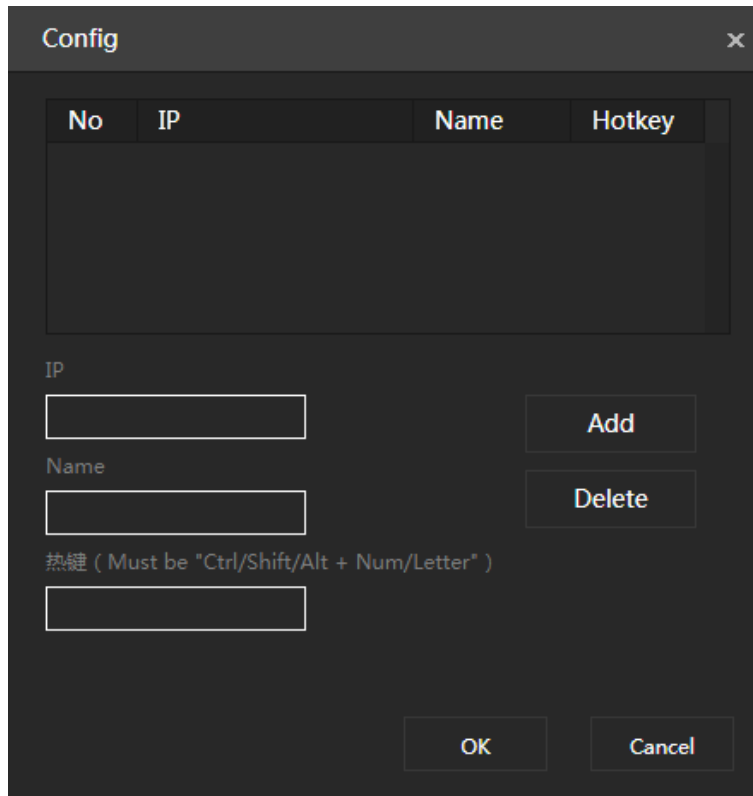 Config
No IP Name Hotkey
IP
Add
Name
Delete
热键 ( Must be "Ctrl/Shift/Alt + Num/Letter" )
OK Cancel